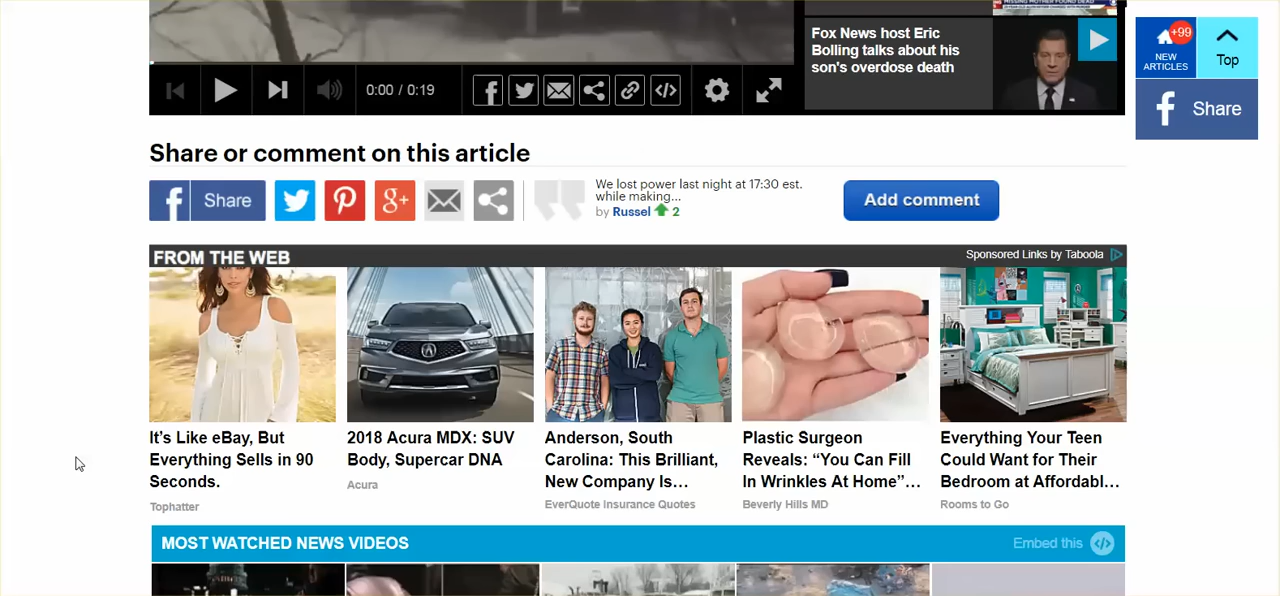 MISSING MOTHER FOUND DEAD
Fox News host Eric
Bolling talks about his
son's overdose death
+99
NEW
ARTICLES
Top
Share
0:00 / 0:19
Share or comment on this article
Share
We lost power last night at 17:30 est.
while making...
by Russel 2
Add comment
FROM THE WEB
Sponsored Links by Taboola
It's Like eBay, But
Everything Sells in 90
Seconds.
Tophatter
2018 Acura MDX: SUV
Body, Supercar DNA
Acura
Anderson, South
Carolina: This Brilliant,
New Company Is...
EverQuote Insurance Quotes
Plastic Surgeon
Reveals: “You Can Fill
In Wrinkles At Home”...
Beverly Hills MD
Everything Your Teen
Could Want for Their
Bedroom at Affordabl...
Rooms to Go
MOST WATCHED NEWS VIDEOS
Embed this